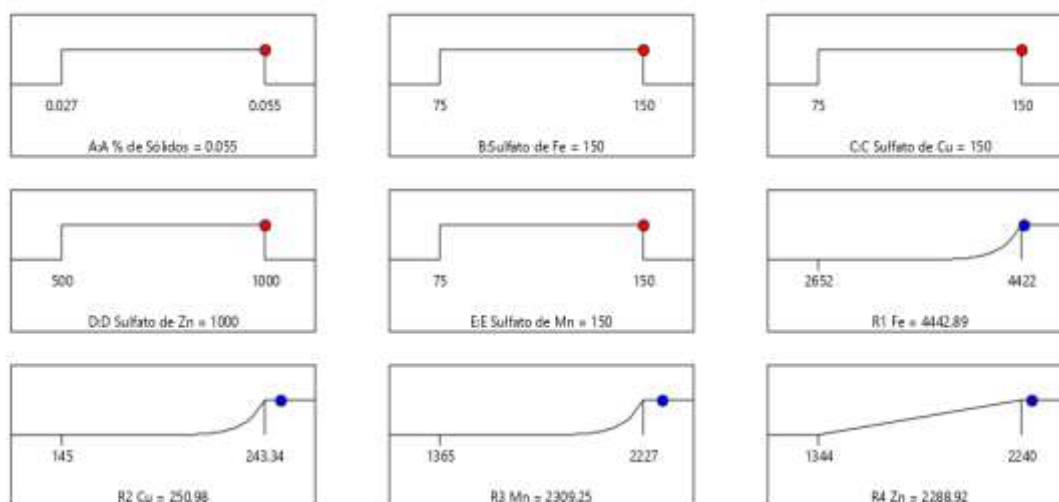 0.027 0.055
A:A % de Sólidos = 0.055
75 150
B:Sulfato de Fe = 150
75 150
C:C Sulfato de Cu = 150
500 1000
D:D Sulfato de Zn = 1000
75 150
E:E Sulfato de Mn = 150
2652 4422
R1 Fe = 4442.89
145 243.34
R2 Cu = 250.98
1365 2227
R3 Mn = 2309.25
1344 2240
R4 Zn = 2288.92